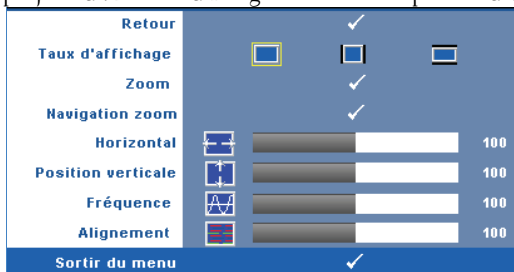 Retour
Taux d'affichage
Zoom
Navigation zoom
Horizontal 100
Position verticale 100
Fréquence 100
Alignement 100
Sortir du menu